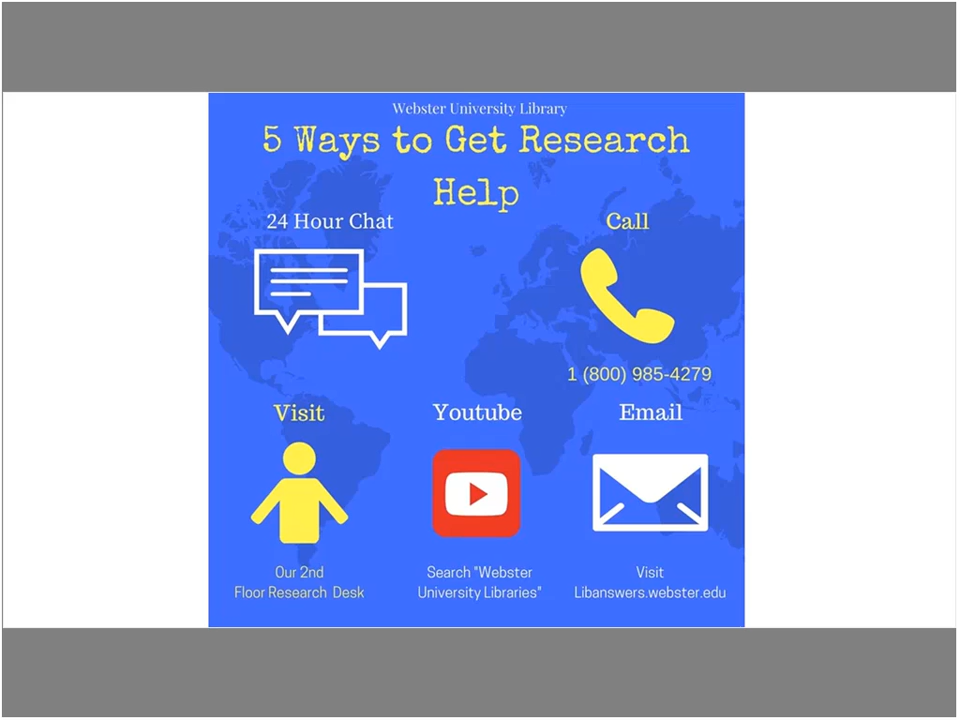 Webster University Library
5 Ways to Get Research
Help
24 Hour Chat
Call
1 (800) 985-4279
Visit
Youtube
Email
Our 2nd
Floor Research Desk
Search "Webster
University Libraries"
Visit
Libanswers.webster.edu